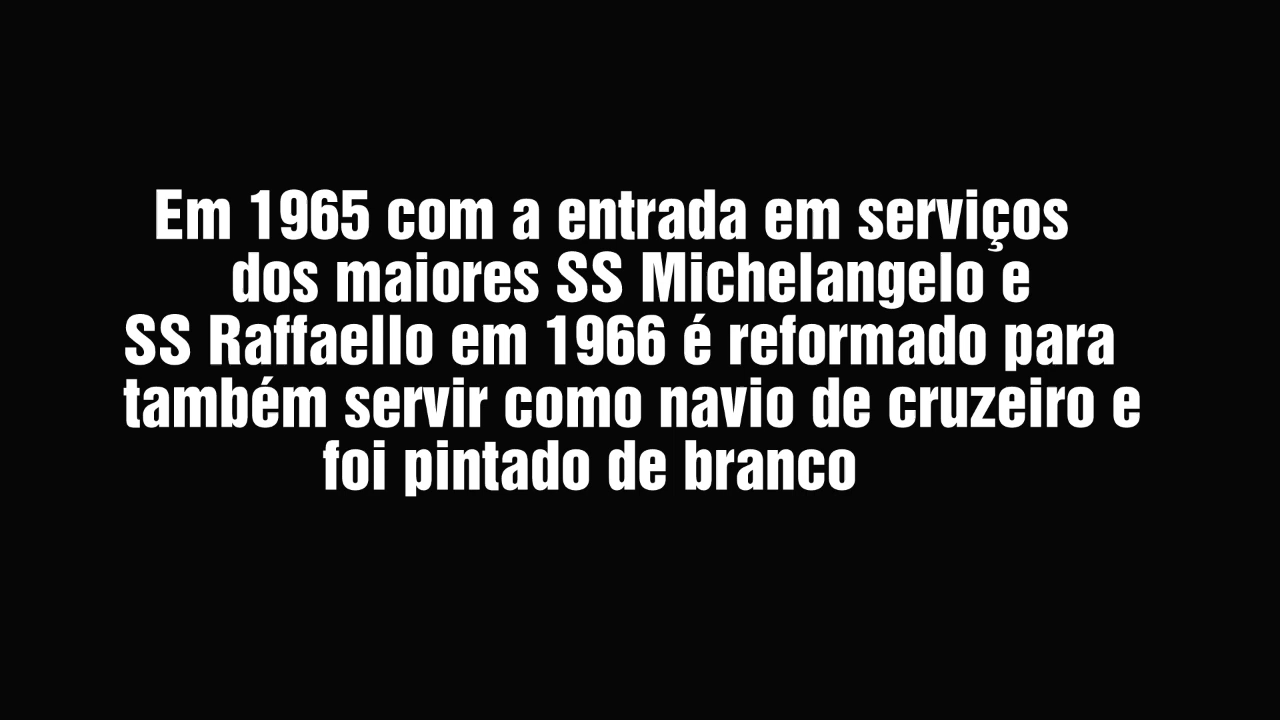 Em 1965 com a entrada em serviços
dos maiores SS Michelangelo e
SS Raffaello em 1966 é reformado para
também servir como navio de cruzeiro e
foi pintado de branco